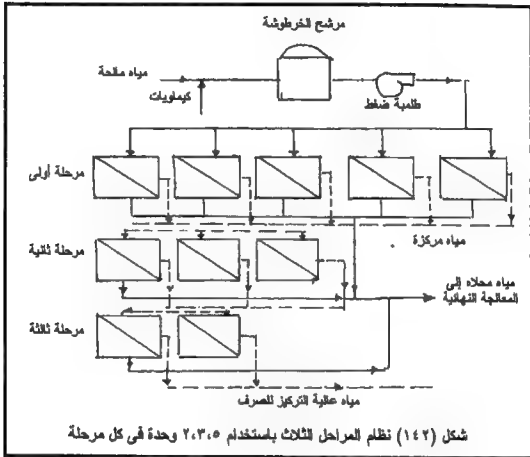 مرشح الخرطوشة
مياه مالحة
كيماويات
طلمبة ضغط
مرحلة أولى
مياه مركزة
مرحلة ثانية
مياه محلاه إلى
المعالجة النهائية
مرحلة ثالثة
مياه عالية التركيز للصرف
شكل (١٤٢) نظام المراحل الثلاث باستخدام ٢،٣،٥ وحدة فى كل مرحلة